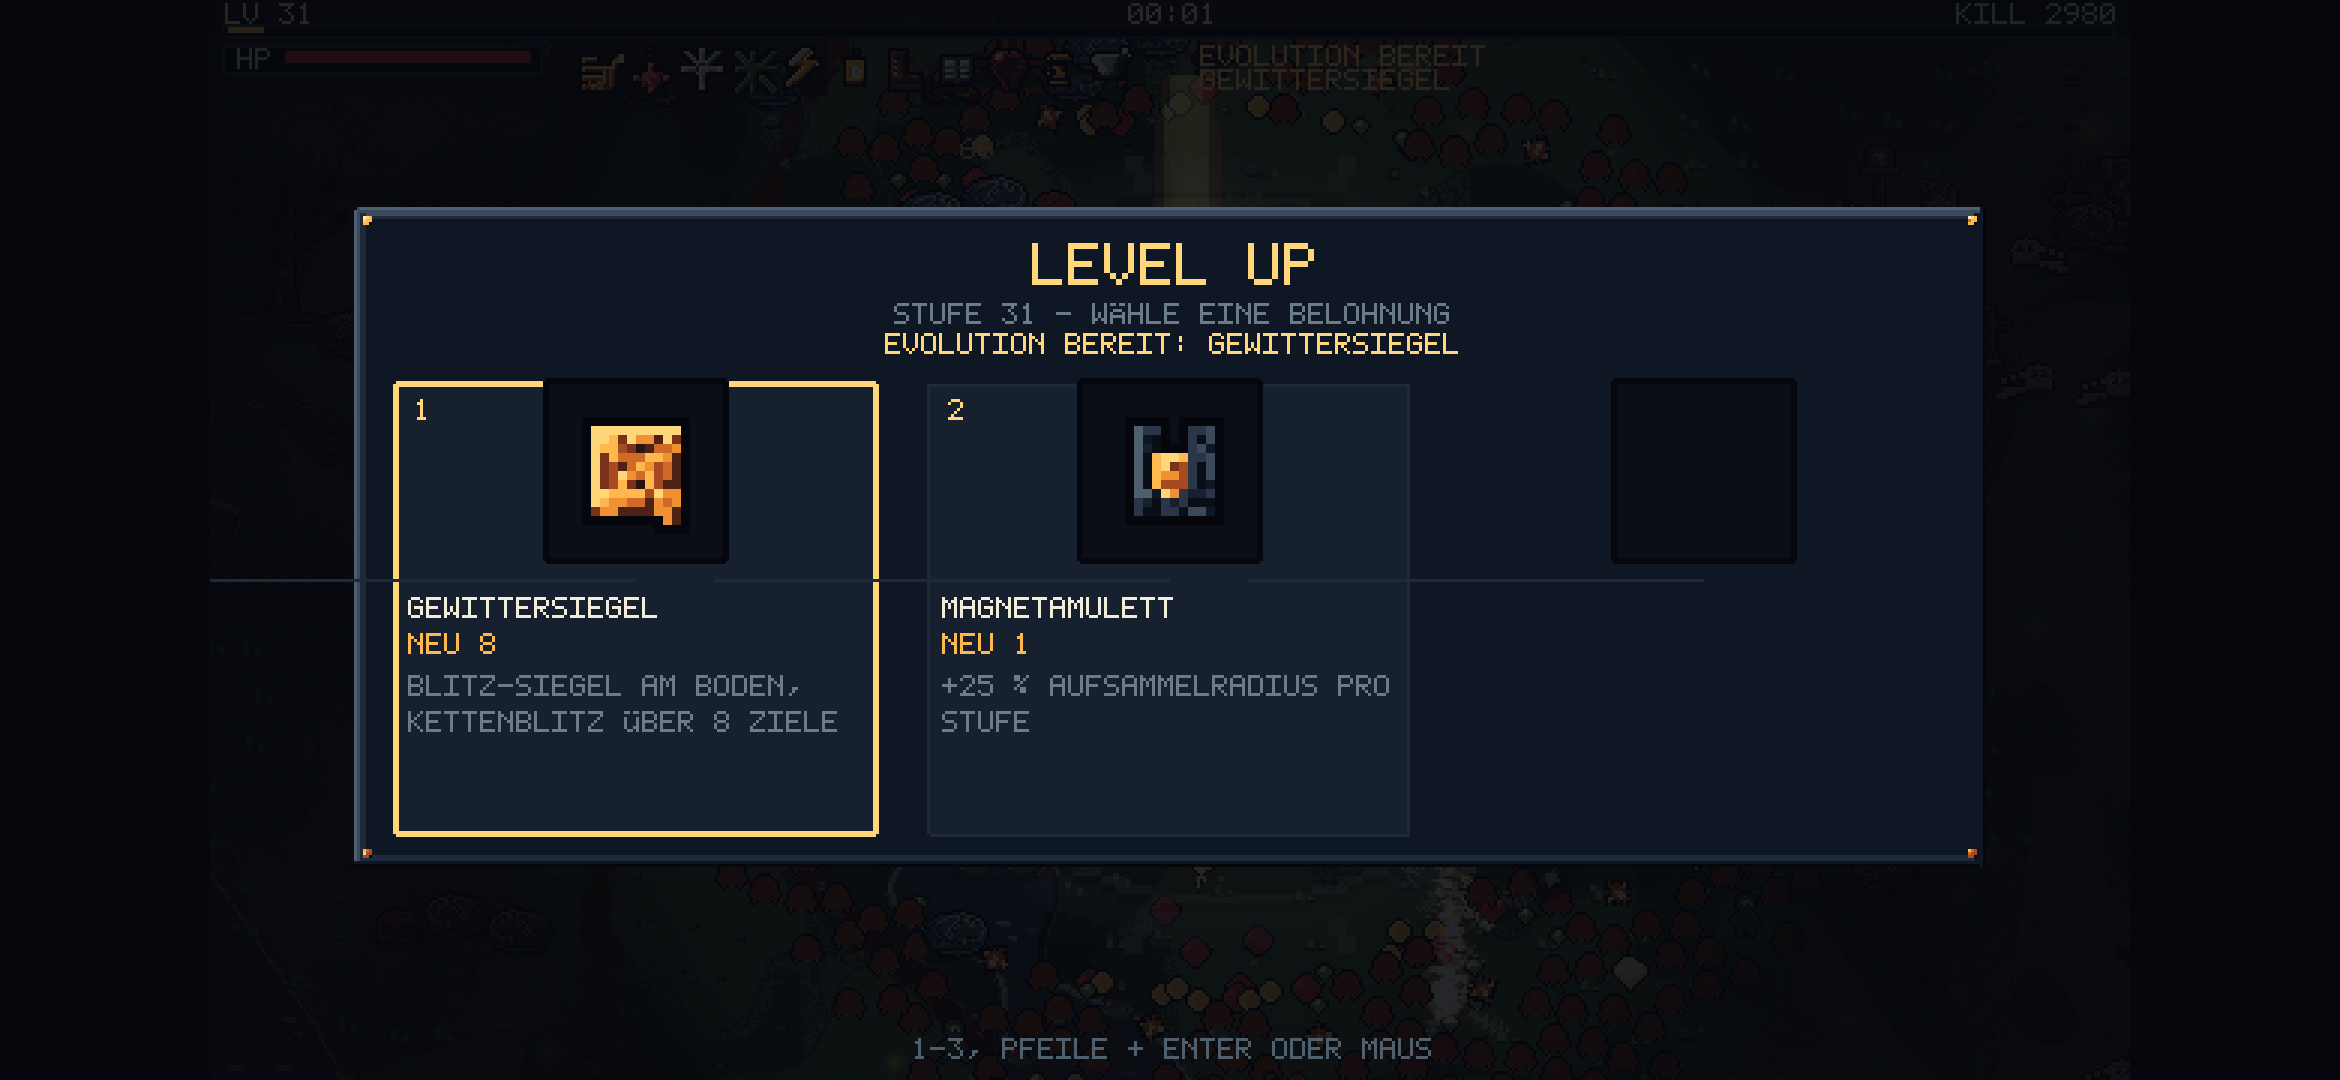 LV 31
00:01
KILL 2980
HP
EVOLUTION BEREIT
GEWITTERSIEGEL
LEVEL UP
STUFE 31 – WäHLE EINE BELOHNUNG
EVOLUTION BEREIT: GEWITTERSIEGEL
1
GEWITTERSIEGEL
NEU 8
BLITZ-SIEGEL AM BODEN,
KETTENBLITZ üBER 8 ZIELE
2
MAGNETAMULETT
NEU 1
+25 % AUFSAMMELRADIUS PRO
STUFE
1-3, PFEILE + ENTER ODER MAUS